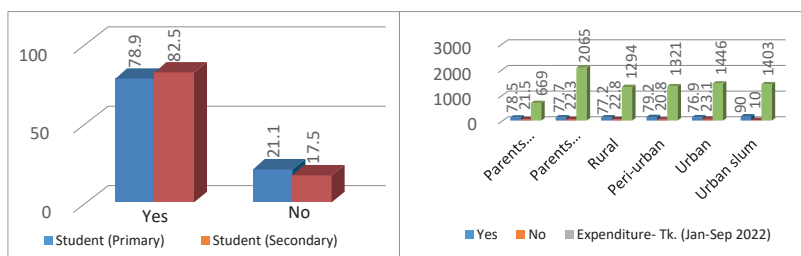 100
50
0
78.9
82.5
21.1
17.5
Yes
No
Student (Primary)
Student (Secondary)
3000
2000
1000
0
78.5
21.5
669
77.7
22.3
2065
77.2
22.8
1294
79.2
20.8
1321
76.9
23.1
1446
90
10
1403
Parents...
Parents...
Rural
Peri-urban
Urban
Urban slum
Yes
No
Expenditure- Tk. (Jan-Sep 2022)